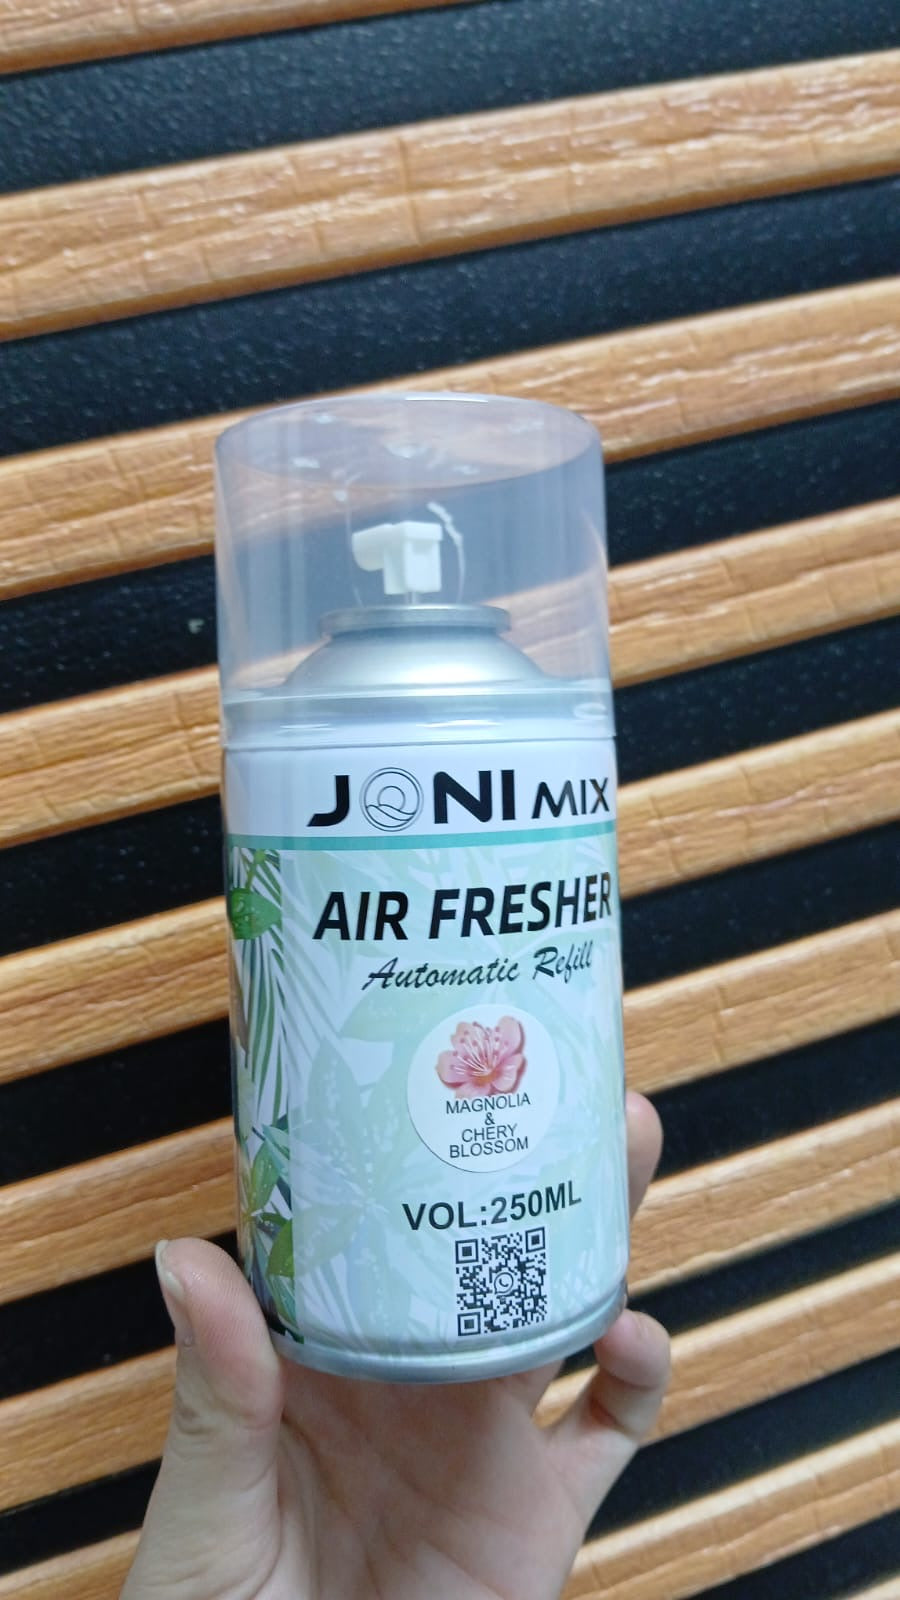 JONI MIX
AIR FRESHER
Automatic Refill
MAGNOLIA
&
CHERY
BLOSSOM
VOL:250ML